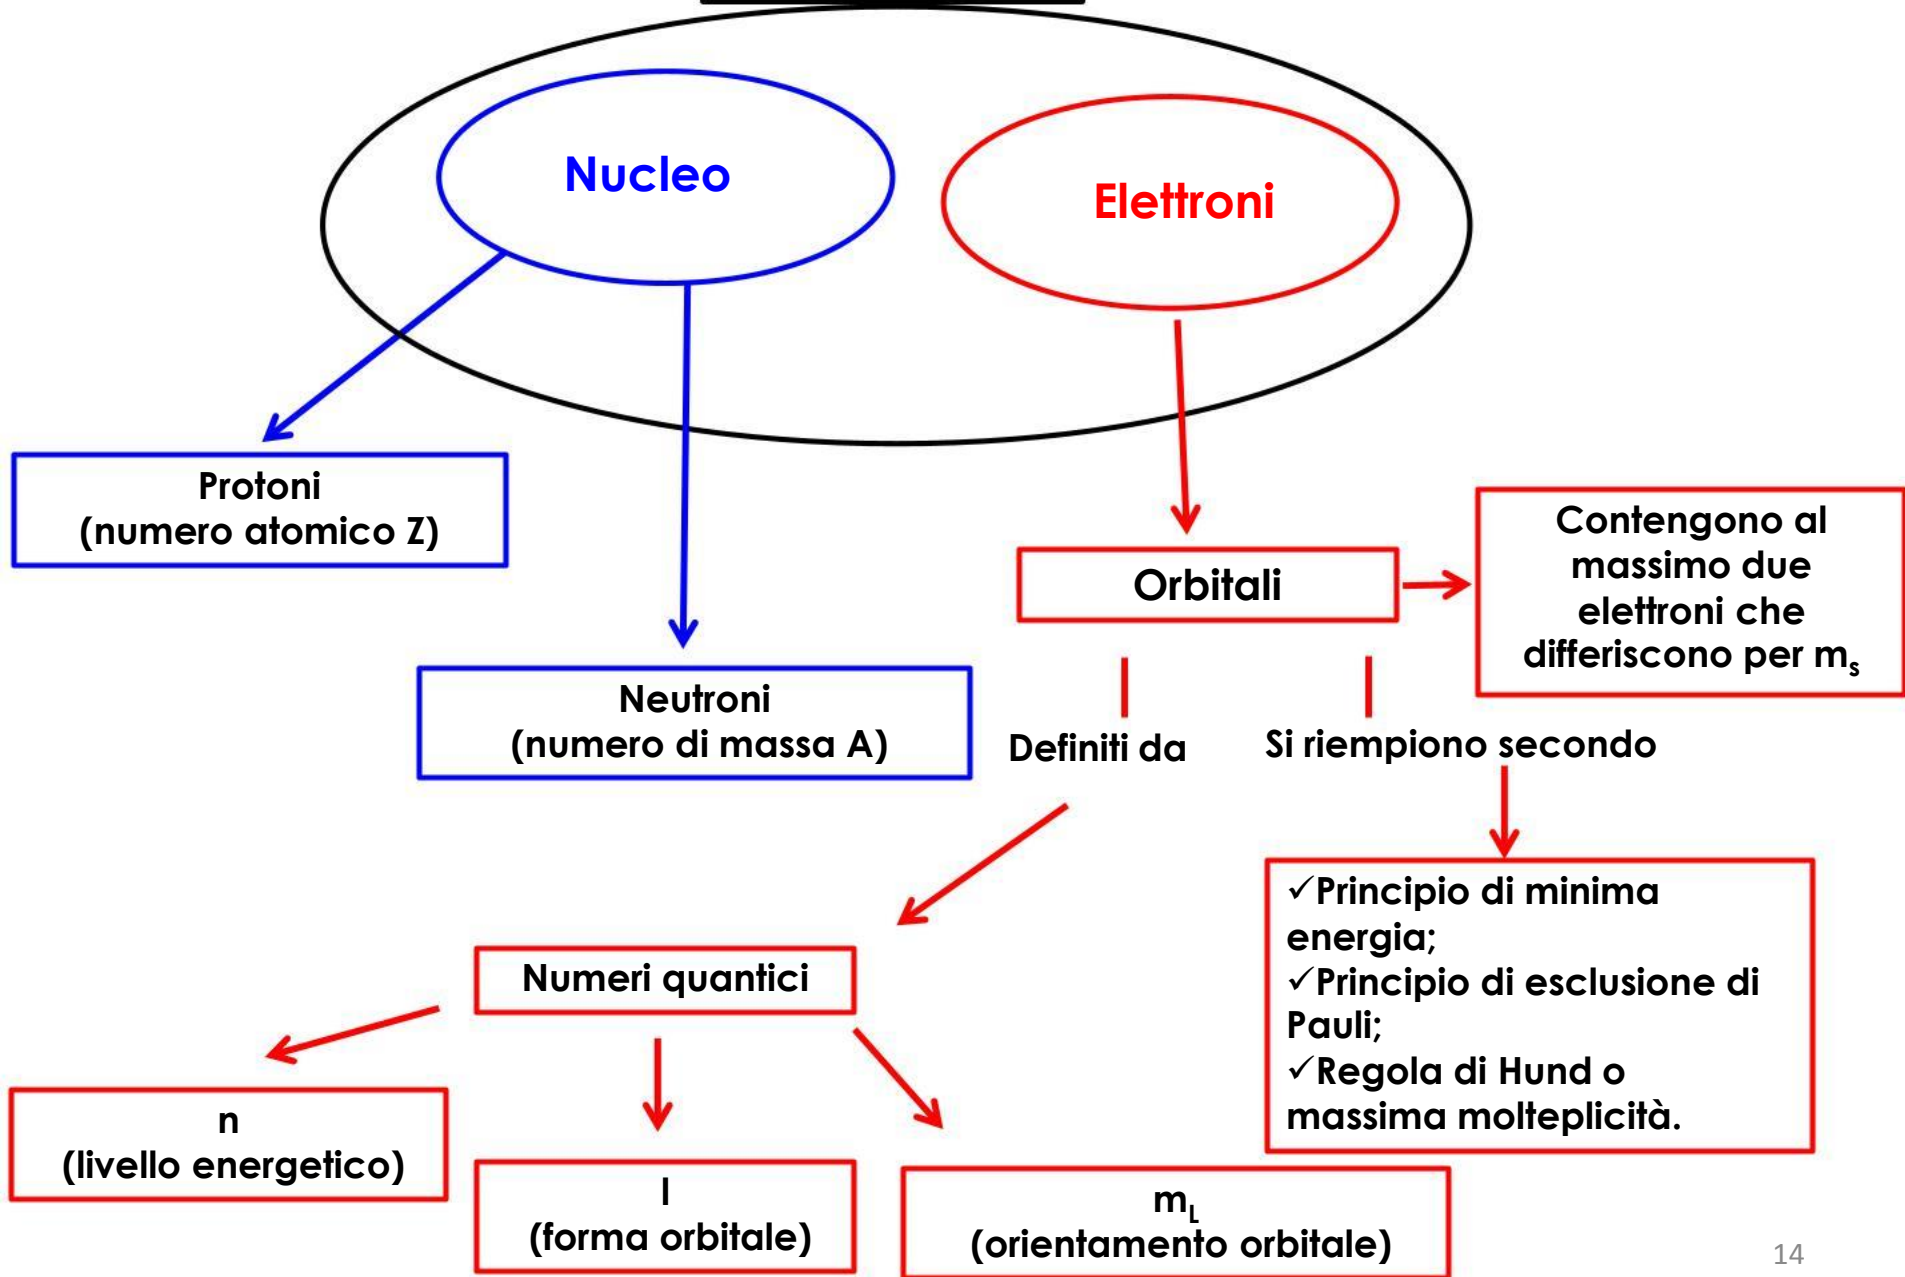 Nucleo
Elettroni
Protoni
(numero atomico Z)
Neutroni
(numero di massa A)
Orbitali
Contengono al
massimo due
elettroni che
differiscono per mₛ
Definiti da
Si riempiono secondo
Numeri quantici
✓Principio di minima
energia;
✓Principio di esclusione di
Pauli;
✓Regola di Hund o
massima molteplicità.
n
(livello energetico)
l
(forma orbitale)
m_L
(orientamento orbitale)
14